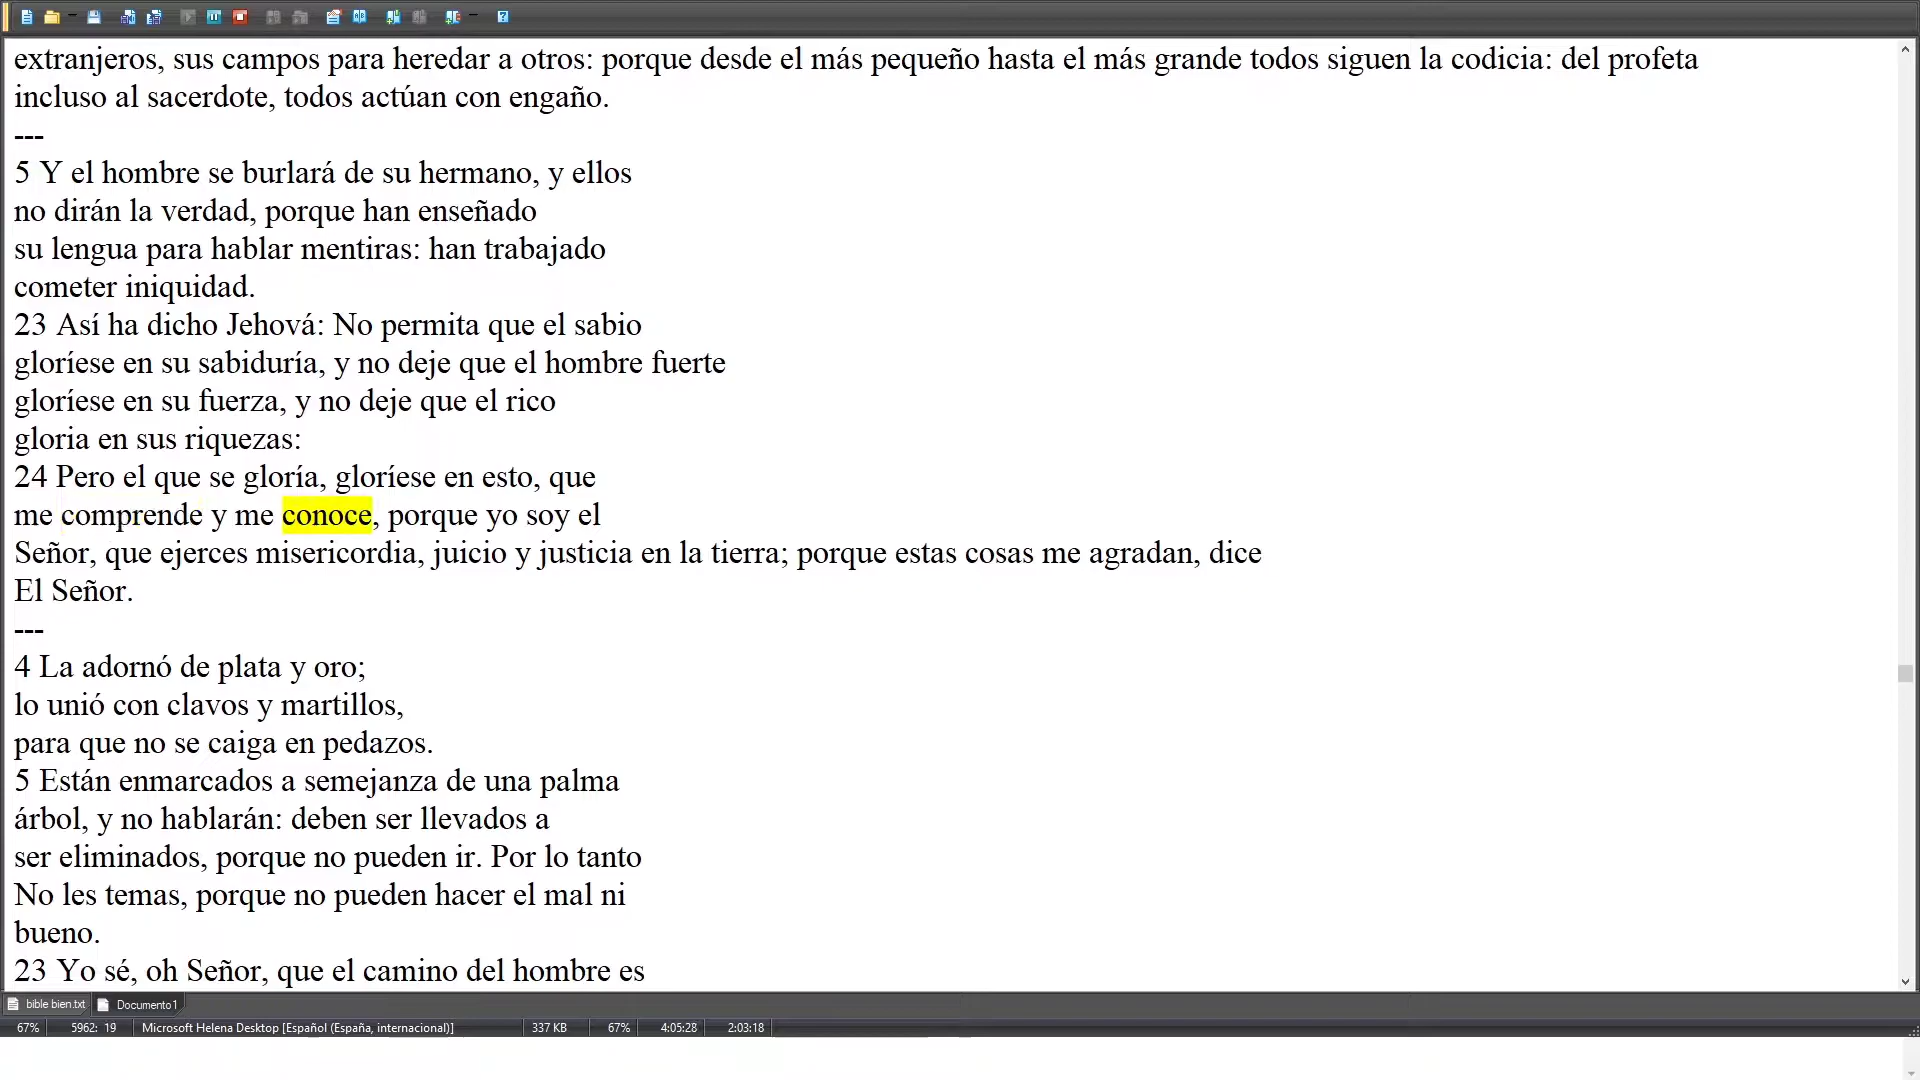 extranjeros, sus campos para heredar a otros: porque desde el más pequeño hasta el más grande todos siguen la codicia: del profeta
incluso al sacerdote, todos actúan con engaño.
---
5 Y el hombre se burlará de su hermano, y ellos
no dirán la verdad, porque han enseñado
su lengua para hablar mentiras: han trabajado
cometer iniquidad.
23 Así ha dicho Jehová: No permita que el sabio
gloríese en su sabiduría, y no deje que el hombre fuerte
gloríese en su fuerza, y no deje que el rico
gloria en sus riquezas:
24 Pero el que se gloría, gloríese en esto, que
me comprende y me conoce, porque yo soy el
Señor, que ejerces misericordia, juicio y justicia en la tierra; porque estas cosas me agradan, dice
El Señor.
---
4 La adornó de plata y oro;
lo unió con clavos y martillos,
para que no se caiga en pedazos.
5 Están enmarcados a semejanza de una palma
árbol, y no hablarán: deben ser llevados a
ser eliminados, porque no pueden ir. Por lo tanto
No les temas, porque no pueden hacer el mal ni
bueno.
23 Yo sé, oh Señor, que el camino del hombre es
bible bien.txt Documento1
67% 5962: 19 Microsoft Helena Desktop [Español (España, internacional)] 337 KB 67% 4:05:28 2:03:18